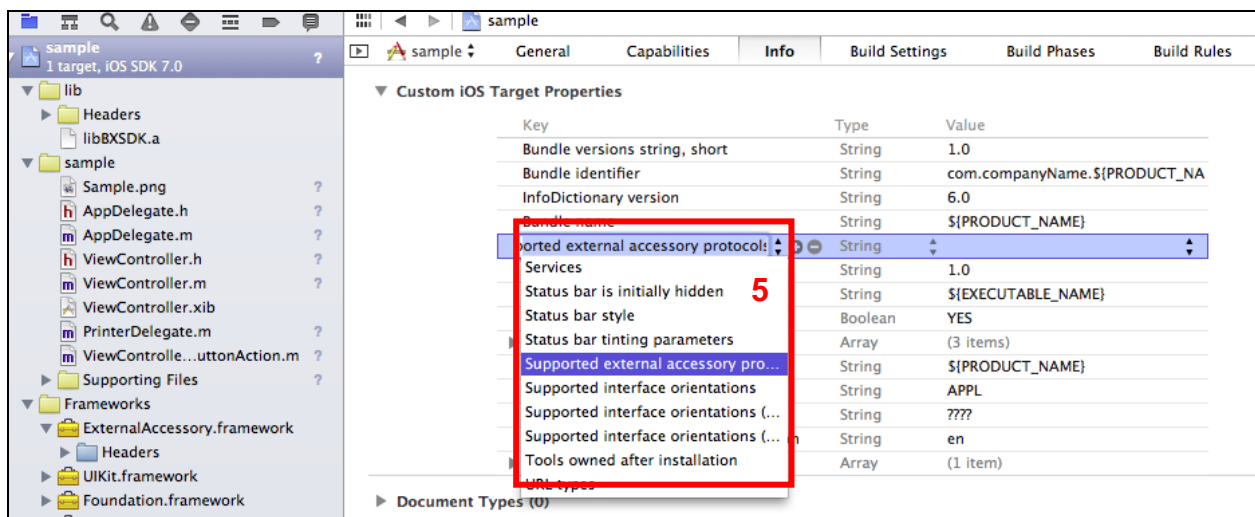 sample
sample
1 target, iOS SDK 7.0
?
sample
General
Capabilities
Info
Build Settings
Build Phases
Build Rules
lib
Headers
libBXSDK.a
sample
Sample.png ?
AppDelegate.h ?
AppDelegate.m ?
ViewController.h ?
ViewController.m ?
ViewController.xib
PrinterDelegate.m ?
ViewControlle...uttonAction.m ?
Supporting Files ?
Frameworks
ExternalAccessory.framework
Headers
UIKit.framework
Foundation.framework
Custom iOS Target Properties
Key Type Value
Bundle versions string, short String 1.0
Bundle identifier String com.companyName.${PRODUCT_NA
InfoDictionary version String 6.0
Bundle name String ${PRODUCT_NAME}
ported external accessory protocols String
Services String 1.0
Status bar is initially hidden 5 String ${EXECUTABLE_NAME}
Status bar style Boolean YES
Status bar tinting parameters Array (3 items)
Supported external accessory pro... String ${PRODUCT_NAME}
Supported interface orientations String APPL
Supported interface orientations (... String ????
Supported interface orientations (... String en
Tools owned after installation Array (1 item)
URL types
Document Types (0)